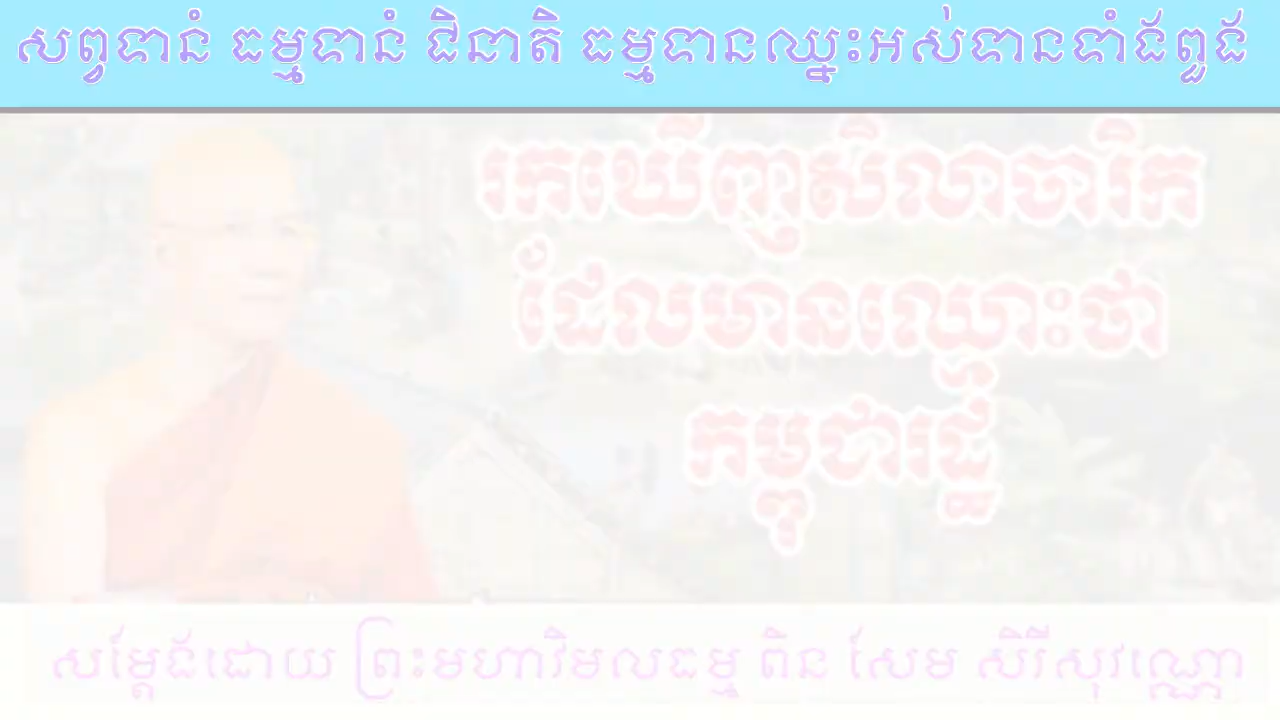 សព្វទានំ ធម្មទានំ ជិនាតិ ធម្មទានឈ្នះអស់ទានទាំងពួង
រកឃើញសិលាចារឹក
ដែលមានឈ្មោះថា
កម្ពុជារដ្ឋ
សម្តែងដោយ ព្រះមហាវិមលធម្ម ពិន សែម សិរីសុវណ្ណោ